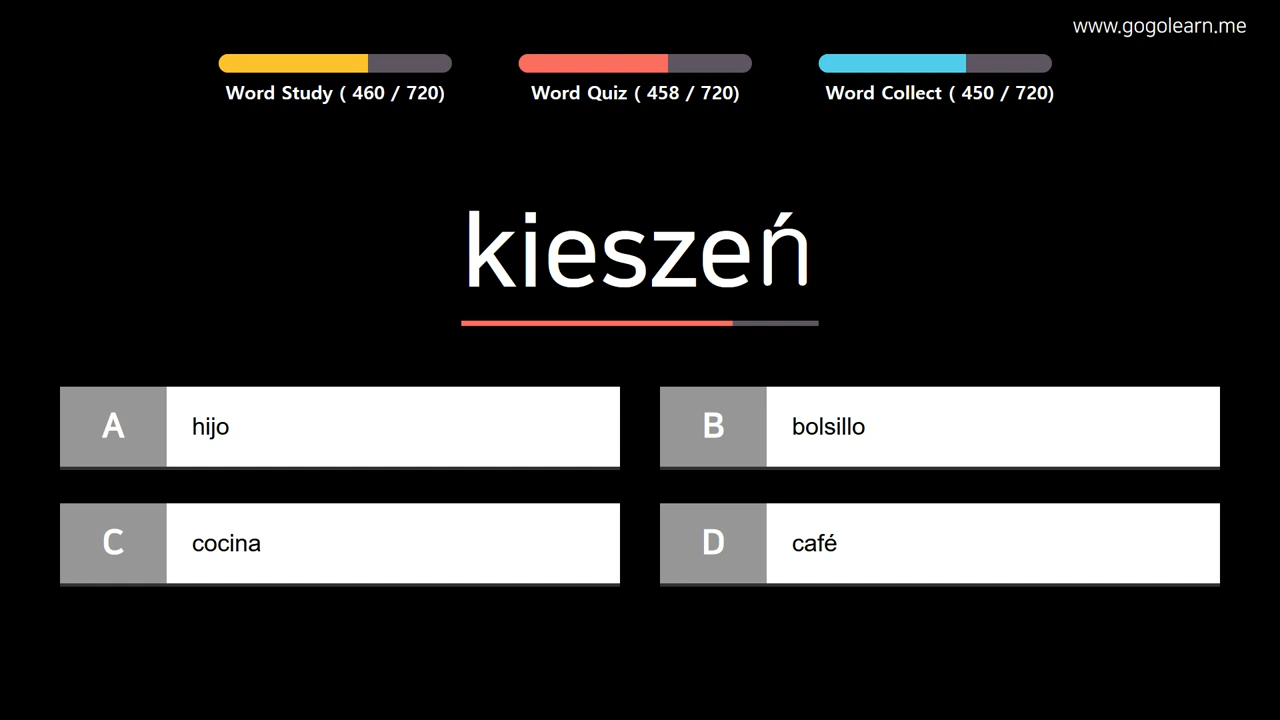 www.gogolearn.me
Word Study ( 460 / 720)
Word Quiz ( 458 / 720)
Word Collect ( 450 / 720)
kieszeń
A hijo
B bolsillo
C cocina
D café